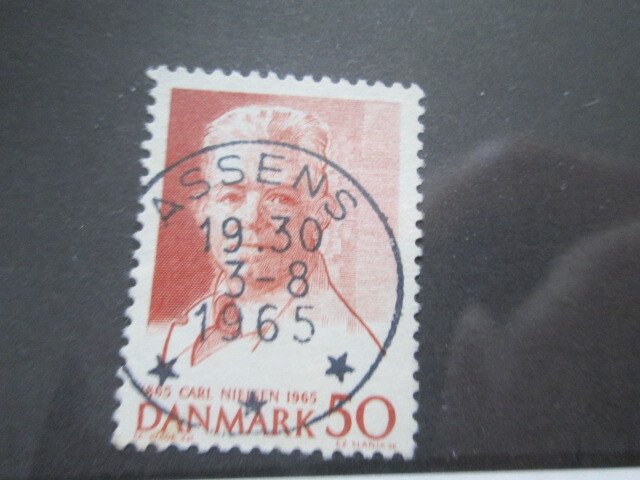 ASSENS
19.30
3-8
1965
1865 CARL NIELSEN 1965
DANMARK 50